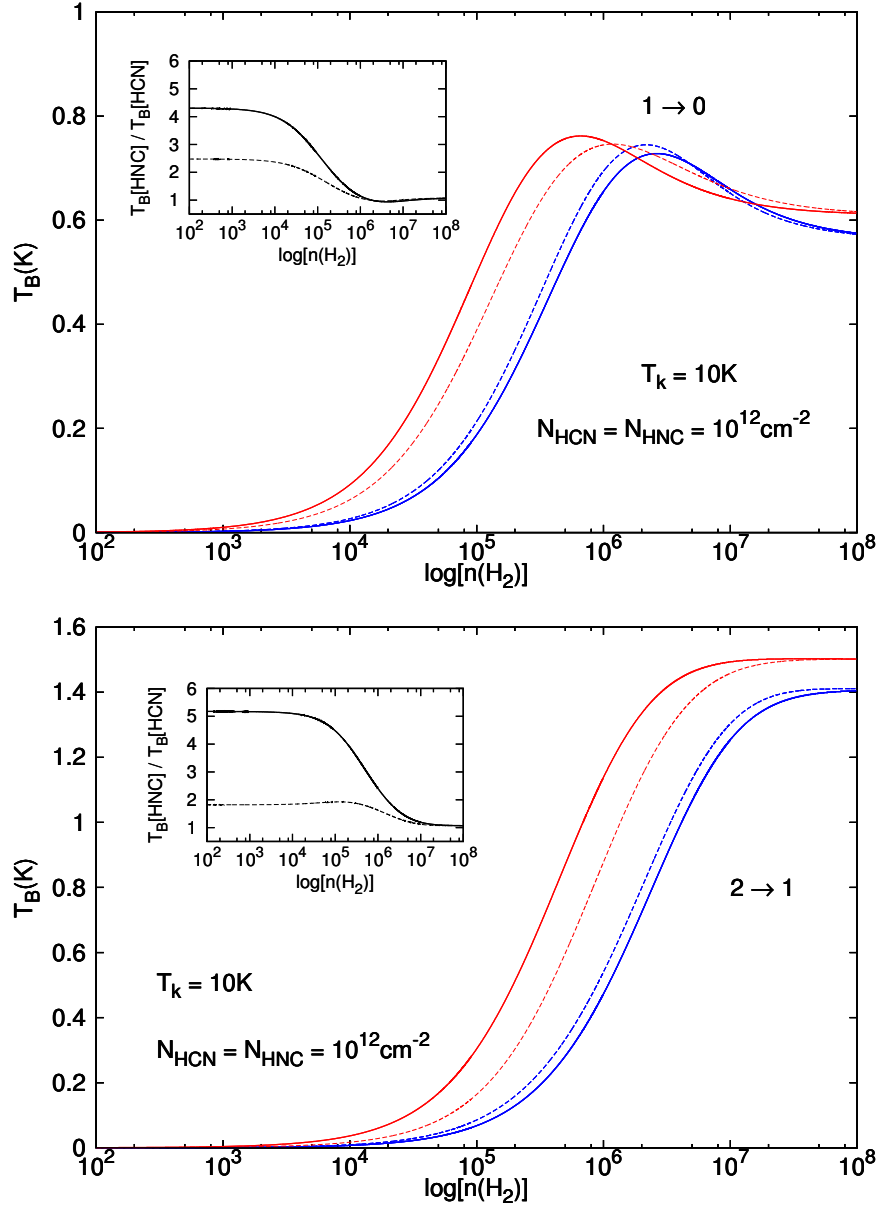 1
0.8
0.6
0.4
0.2
0
T_B(K)
10^2 10^3 10^4 10^5 10^6 10^7 10^8
log[n(H_2)]
1 → 0
T_k = 10K
N_HCN = N_HNC = 10^12 cm^-2
6
5
4
3
2
1
T_B[HNC] / T_B[HCN]
10^2 10^3 10^4 10^5 10^6 10^7 10^8
log[n(H_2)]
1.6
1.4
1.2
1
0.8
0.6
0.4
0.2
0
T_B(K)
10^2 10^3 10^4 10^5 10^6 10^7 10^8
log[n(H_2)]
2 → 1
T_k = 10K
N_HCN = N_HNC = 10^12 cm^-2
6
5
4
3
2
1
T_B[HNC] / T_B[HCN]
10^2 10^3 10^4 10^5 10^6 10^7 10^8
log[n(H_2)]